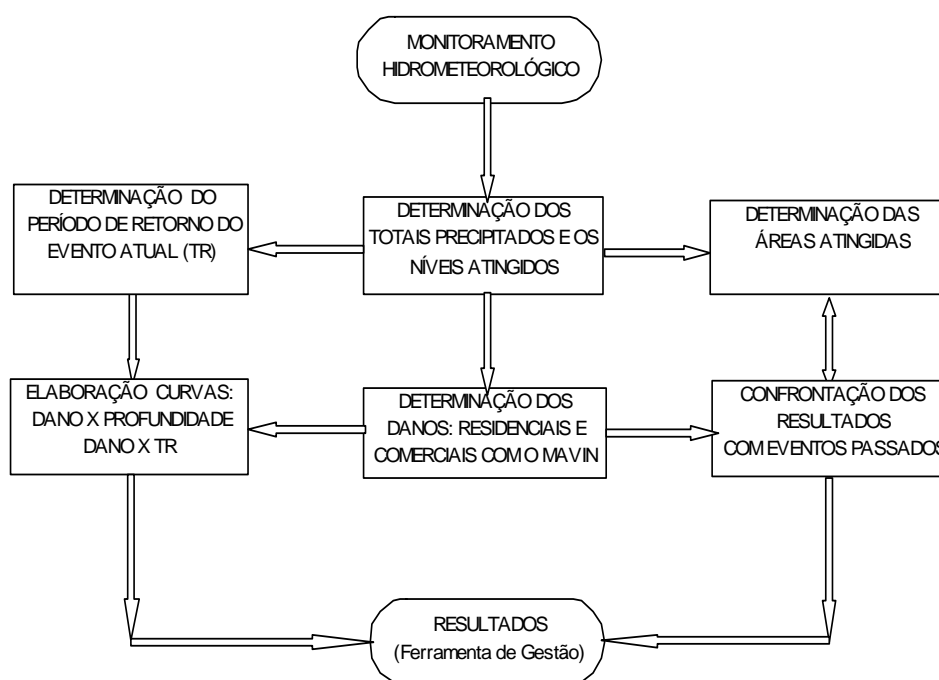 MONITORAMENTO
HIDROMETEOROLÓGICO
DETERMINAÇÃO DO
PERÍODO DE RETORNO DO
EVENTO ATUAL (TR)
DETERMINAÇÃO DOS
TOTAIS PRECIPITADOS E OS
NÍVEIS ATINGIDOS
DETERMINAÇÃO DAS
ÁREAS ATINGIDAS
ELABORAÇÃO CURVAS:
DANO X PROFUNDIDADE
DANO X TR
DETERMINAÇÃO DOS
DANOS: RESIDENCIAIS E
COMERCIAIS COM O MAVIN
CONFRONTAÇÃO DOS
RESULTADOS
COM EVENTOS PASSADOS
RESULTADOS
(Ferramenta de Gestão)